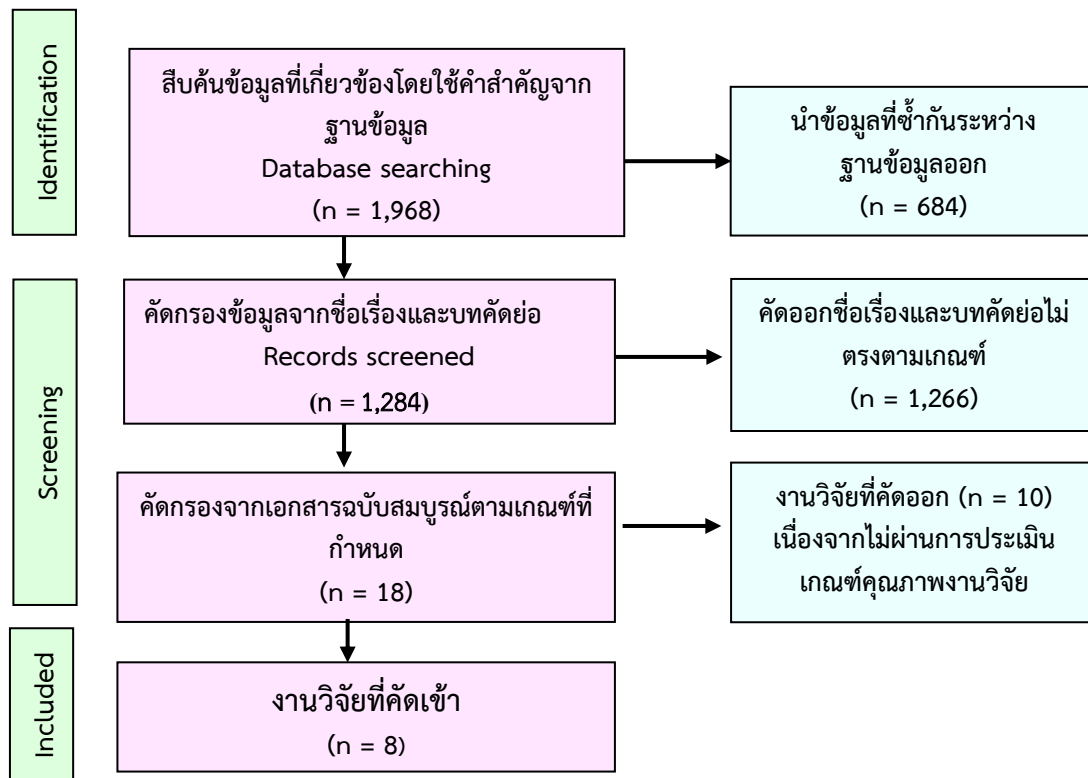 Identification
สืบค้นข้อมูลที่เกี่ยวข้องโดยใช้คำสำคัญจาก
ฐานข้อมูล
Database searching
(n = 1,968)
นำข้อมูลที่ซ้ำกันระหว่าง
ฐานข้อมูลออก
(n = 684)
Screening
คัดกรองข้อมูลจากชื่อเรื่องและบทคัดย่อ
Records screened
(n = 1,284)
คัดออกชื่อเรื่องและบทคัดย่อไม่
ตรงตามเกณฑ์
(n = 1,266)
คัดกรองจากเอกสารฉบับสมบูรณ์ตามเกณฑ์ที่
กำหนด
(n = 18)
งานวิจัยที่คัดออก (n = 10)
เนื่องจากไม่ผ่านการประเมิน
เกณฑ์คุณภาพงานวิจัย
Included
งานวิจัยที่คัดเข้า
(n = 8)